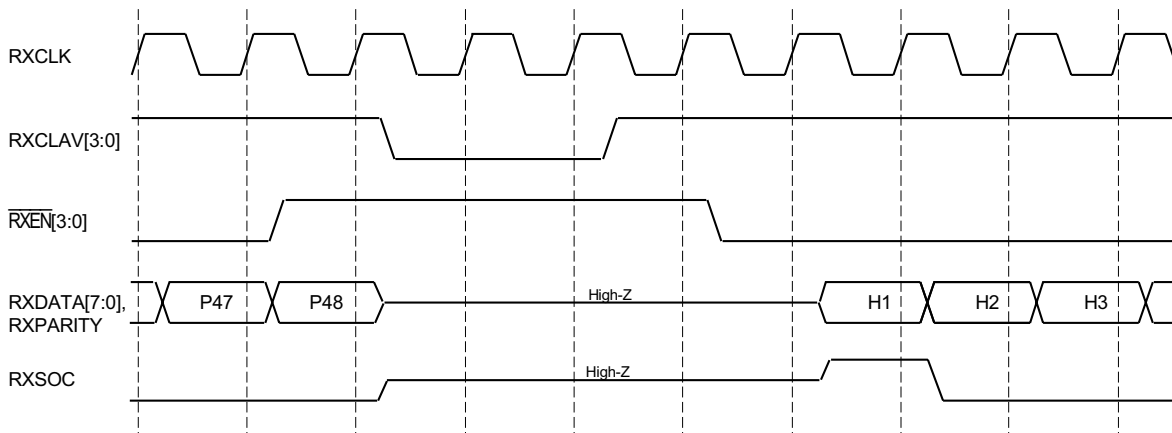 RXCLK
RXCLAV[3:0]
RXEN[3:0]
RXDATA[7:0], P47 P48 High-Z H1 H2 H3
RXPARITY
RXSOC High-Z